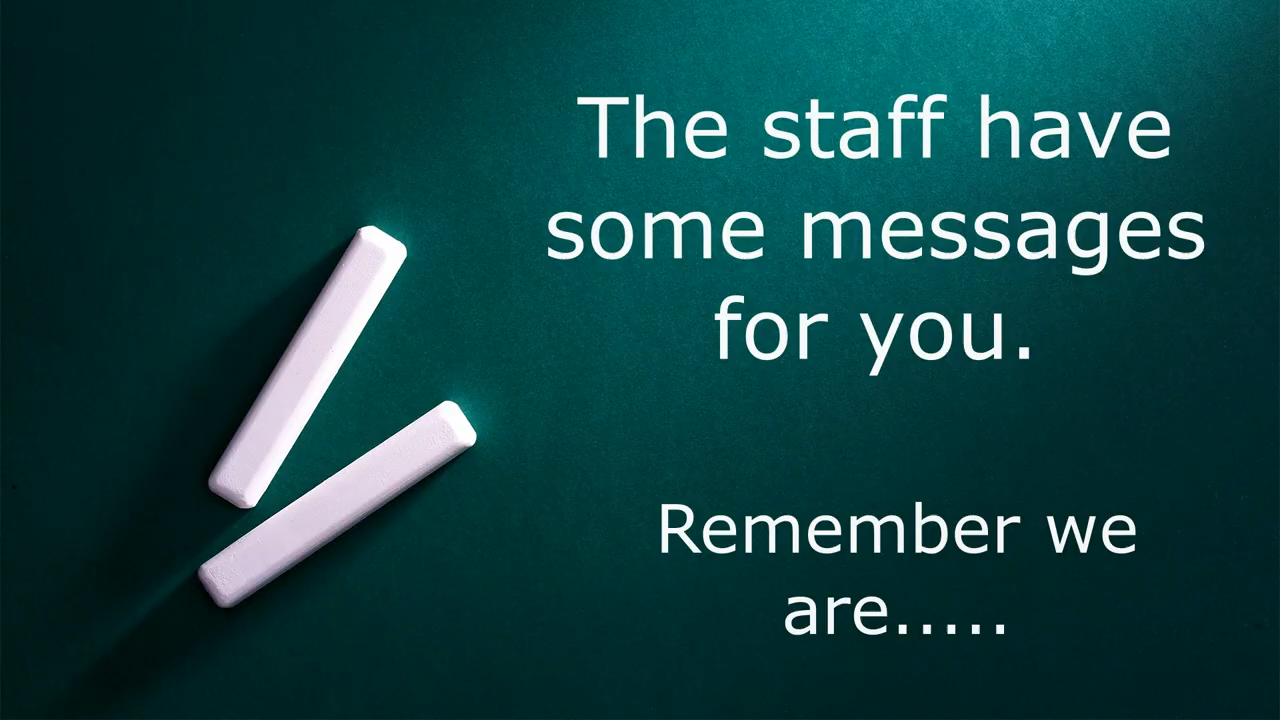 The staff have
some messages
for you.
Remember we
are.....